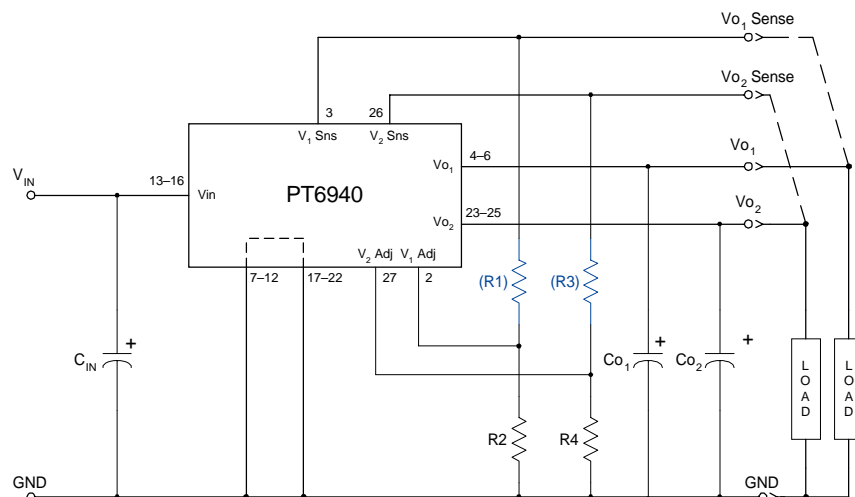 Vo₁ Sense
Vo₂ Sense
3
26
V₁ Sns
V₂ Sns
4–6
Vo₁
Vo₁
V_IN
13–16
Vin
PT6940
23–25
Vo₂
Vo₂
V₂ Adj
V₁ Adj
7–12
17–22
27
2
(R1)
(R3)
+
+
+
C_IN
Co₁
Co₂
LOAD
LOAD
R2
R4
GND
GND